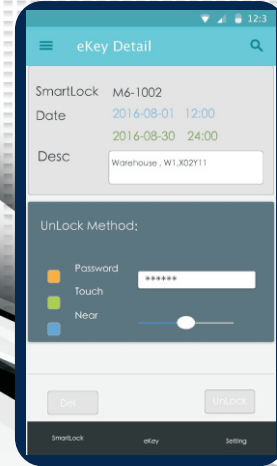 12:3
eKey Detail
SmartLock M6-1002
Date 2016-08-01 12:00
2016-08-30 24:00
Desc Warehouse , W1,X02Y11
UnLock Method:
Password ******
Touch
Near
Del UnLock
SmartLock eKey Setting